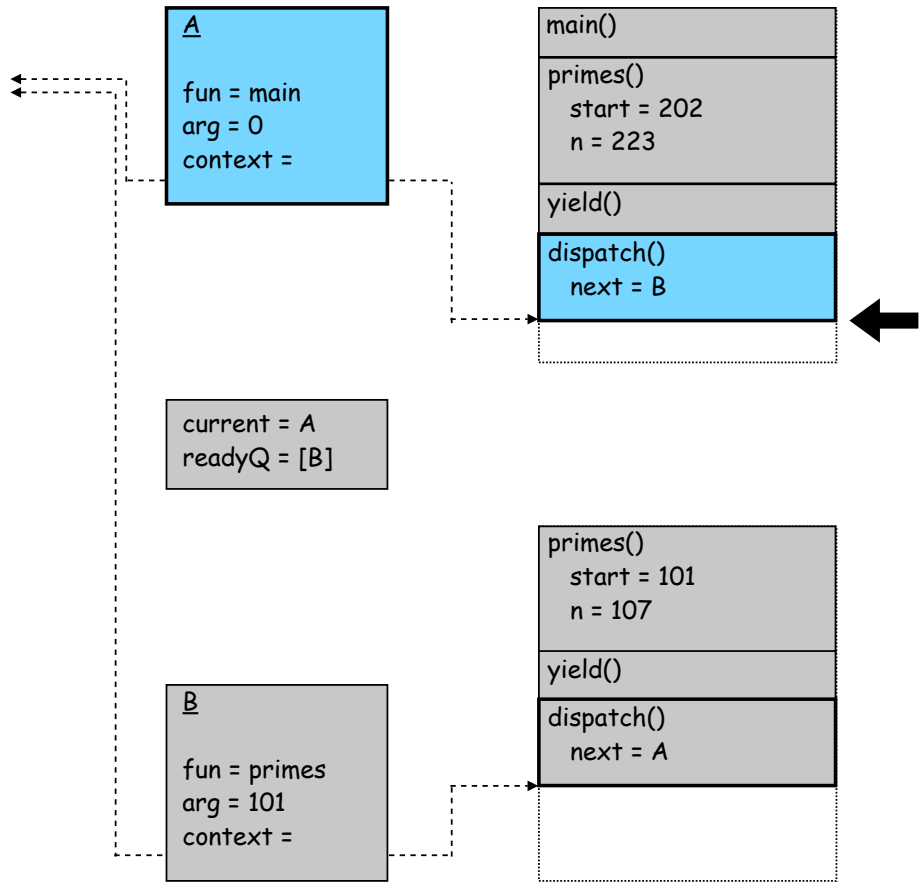 A
fun = main
arg = 0
context =
main()
primes()
start = 202
n = 223
yield()
dispatch()
next = B
current = A
readyQ = [B]
B
fun = primes
arg = 101
context =
primes()
start = 101
n = 107
yield()
dispatch()
next = A